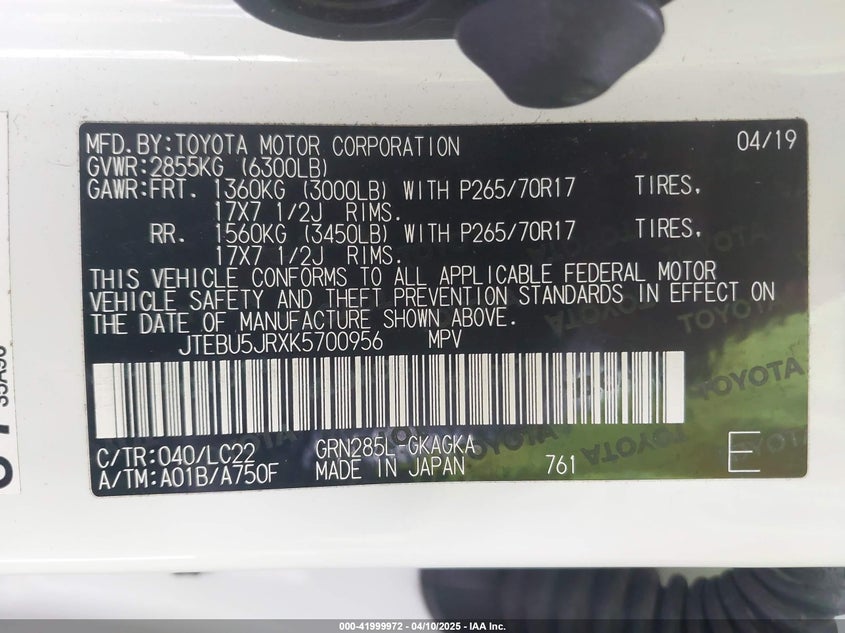 MFD.BY:TOYOTA MOTOR CORPORATION 04/19
GVWR:2855KG (6300LB)
GAWR:FRT. 1360KG (3000LB) WITH P265/70R17 TIRES,
17X7 1/2J RIMS.
RR. 1560KG (3450LB) WITH P265/70R17 TIRES,
17X7 1/2J RIMS.
THIS VEHICLE CONFORMS TO ALL APPLICABLE FEDERAL MOTOR
VEHICLE SAFETY AND THEFT PREVENTION STANDARDS IN EFFECT ON
THE DATE OF MANUFACTURE SHOWN ABOVE.
JTEBU5JRXK5700956 MPV
C/TR:040/LC22 GRN285L-GKAGKA
A/TM:A01B/A750F MADE IN JAPAN 761 E
TOYOTA
000-41999972 - 04/10/2025 - IAA Inc.